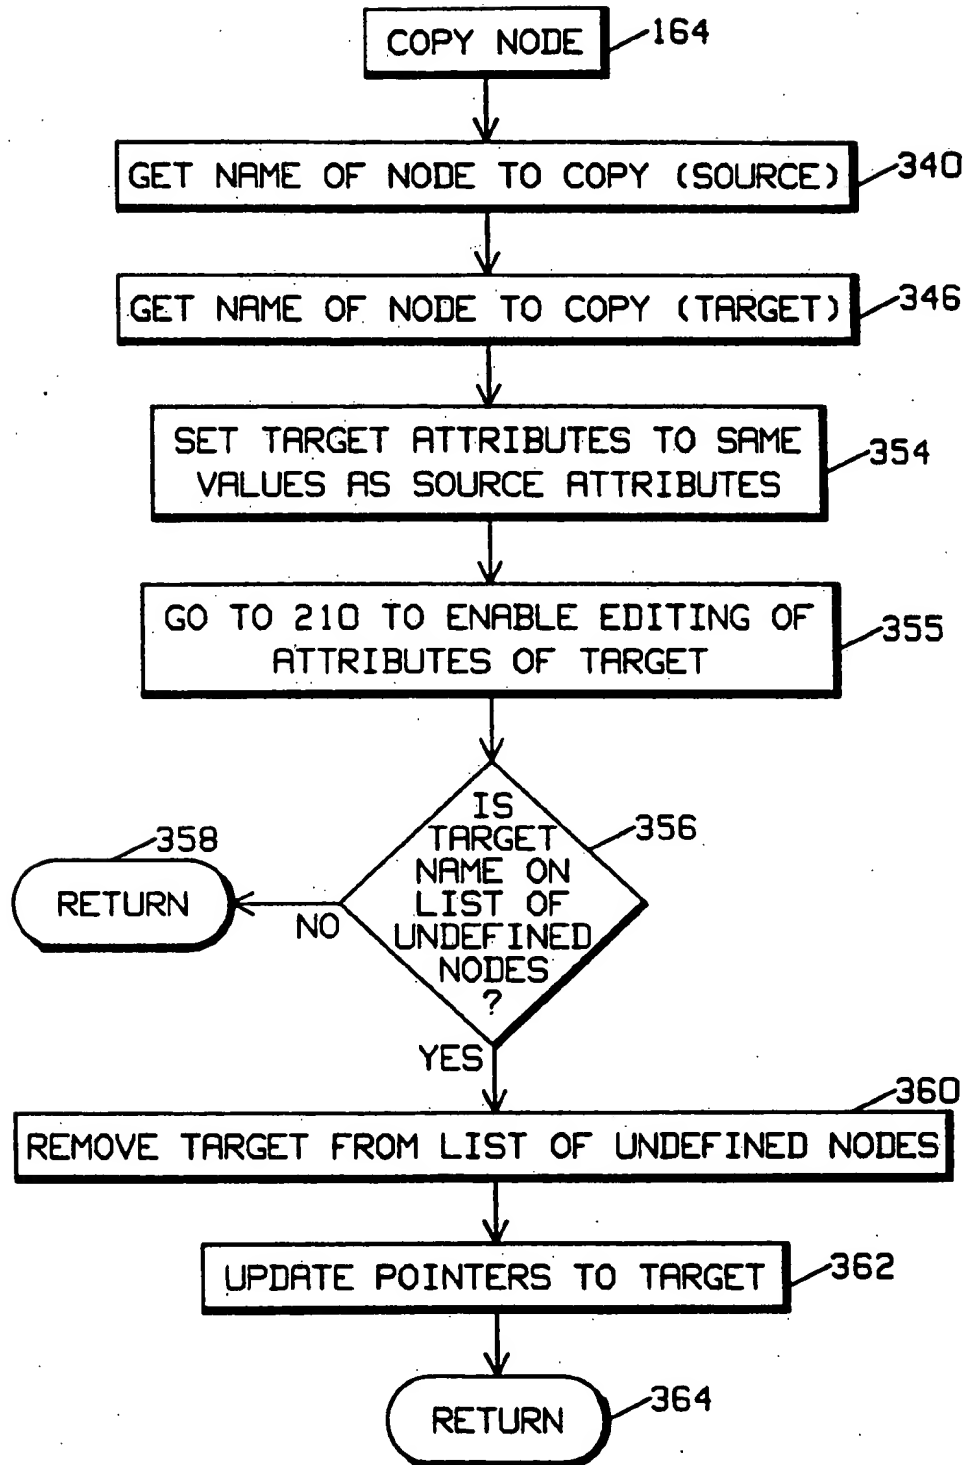 COPY NODE
164
GET NAME OF NODE TO COPY (SOURCE)
340
GET NAME OF NODE TO COPY (TARGET)
346
SET TARGET ATTRIBUTES TO SAME
VALUES AS SOURCE ATTRIBUTES
354
GO TO 210 TO ENABLE EDITING OF
ATTRIBUTES OF TARGET
355
IS
TARGET
NAME ON
LIST OF
UNDEFINED
NODES
?
356
358
RETURN
NO
YES
360
REMOVE TARGET FROM LIST OF UNDEFINED NODES
UPDATE POINTERS TO TARGET
362
RETURN
364